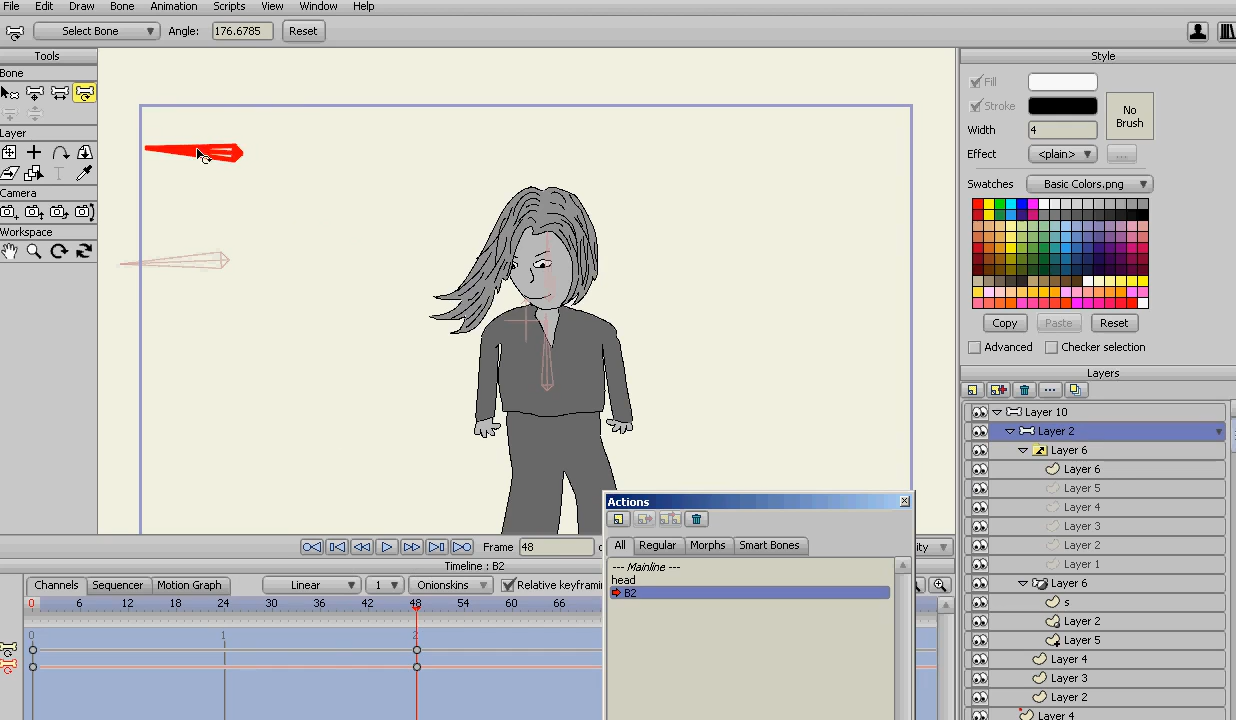 File Edit Draw Bone Animation Scripts View Window Help
Select Bone Angle: 176.6785 Reset
Tools
Bone
Layer
Camera
Workspace
Style
Fill
Stroke
No Brush
Width 4
Effect <plain> ...
Swatches Basic Colors.png
Copy Paste Reset
Advanced Checker selection
Layers
Layer 10
Layer 2
Layer 6
Layer 6
Layer 5
Layer 4
Layer 3
Layer 2
Layer 1
Layer 6
s
Layer 2
Layer 5
Layer 4
Layer 3
Layer 2
Layer 4
Actions
All Regular Morphs Smart Bones
--- Mainline ---
head
B2
Frame 48
Timeline : B2
Channels Sequencer Motion Graph Linear 1 Onionskins Relative keyframi
0 6 12 18 24 30 36 42 48 54 60 66
0 1 2